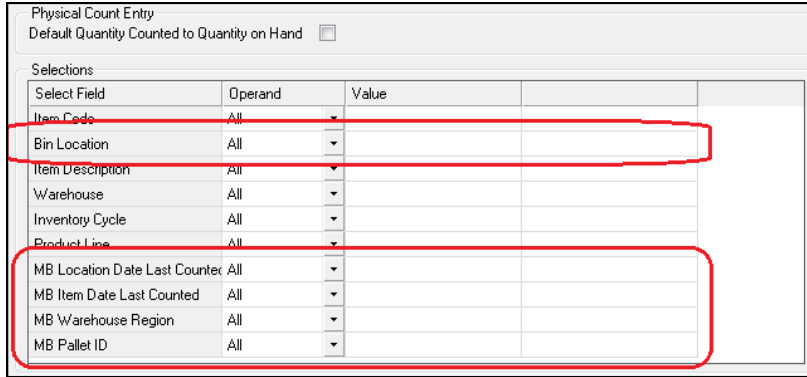 Physical Count Entry
Default Quantity Counted to Quantity on Hand
Selections
Select Field Operand Value
Item Code All
Bin Location All
Item Description All
Warehouse All
Inventory Cycle All
Product Line All
MB Location Date Last Counted All
MB Item Date Last Counted All
MB Warehouse Region All
MB Pallet ID All